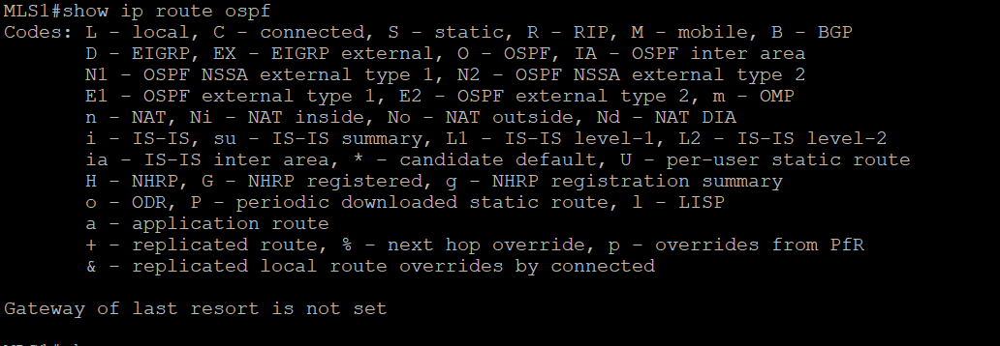 MLS1#show ip route ospf
Codes: L - local, C - connected, S - static, R - RIP, M - mobile, B - BGP
D - EIGRP, EX - EIGRP external, O - OSPF, IA - OSPF inter area
N1 - OSPF NSSA external type 1, N2 - OSPF NSSA external type 2
E1 - OSPF external type 1, E2 - OSPF external type 2, m - OMP
n - NAT, Ni - NAT inside, No - NAT outside, Nd - NAT DIA
i - IS-IS, su - IS-IS summary, L1 - IS-IS level-1, L2 - IS-IS level-2
ia - IS-IS inter area, * - candidate default, U - per-user static route
H - NHRP, G - NHRP registered, g - NHRP registration summary
o - ODR, P - periodic downloaded static route, l - LISP
a - application route
+ - replicated route, % - next hop override, p - overrides from PfR
& - replicated local route overrides by connected
Gateway of last resort is not set